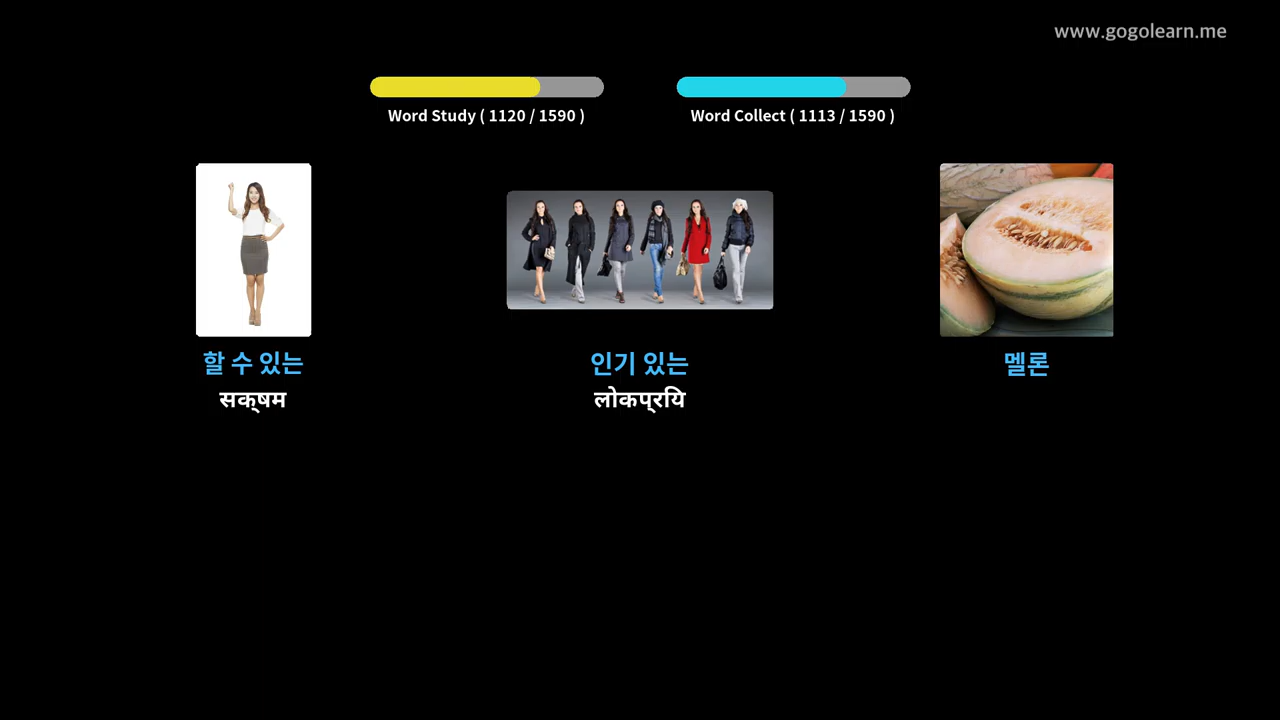 www.gogolearn.me
Word Study ( 1120 / 1590 )
Word Collect ( 1113 / 1590 )
할 수 있는
सक्षम
인기 있는
लोकप्रिय
멜론